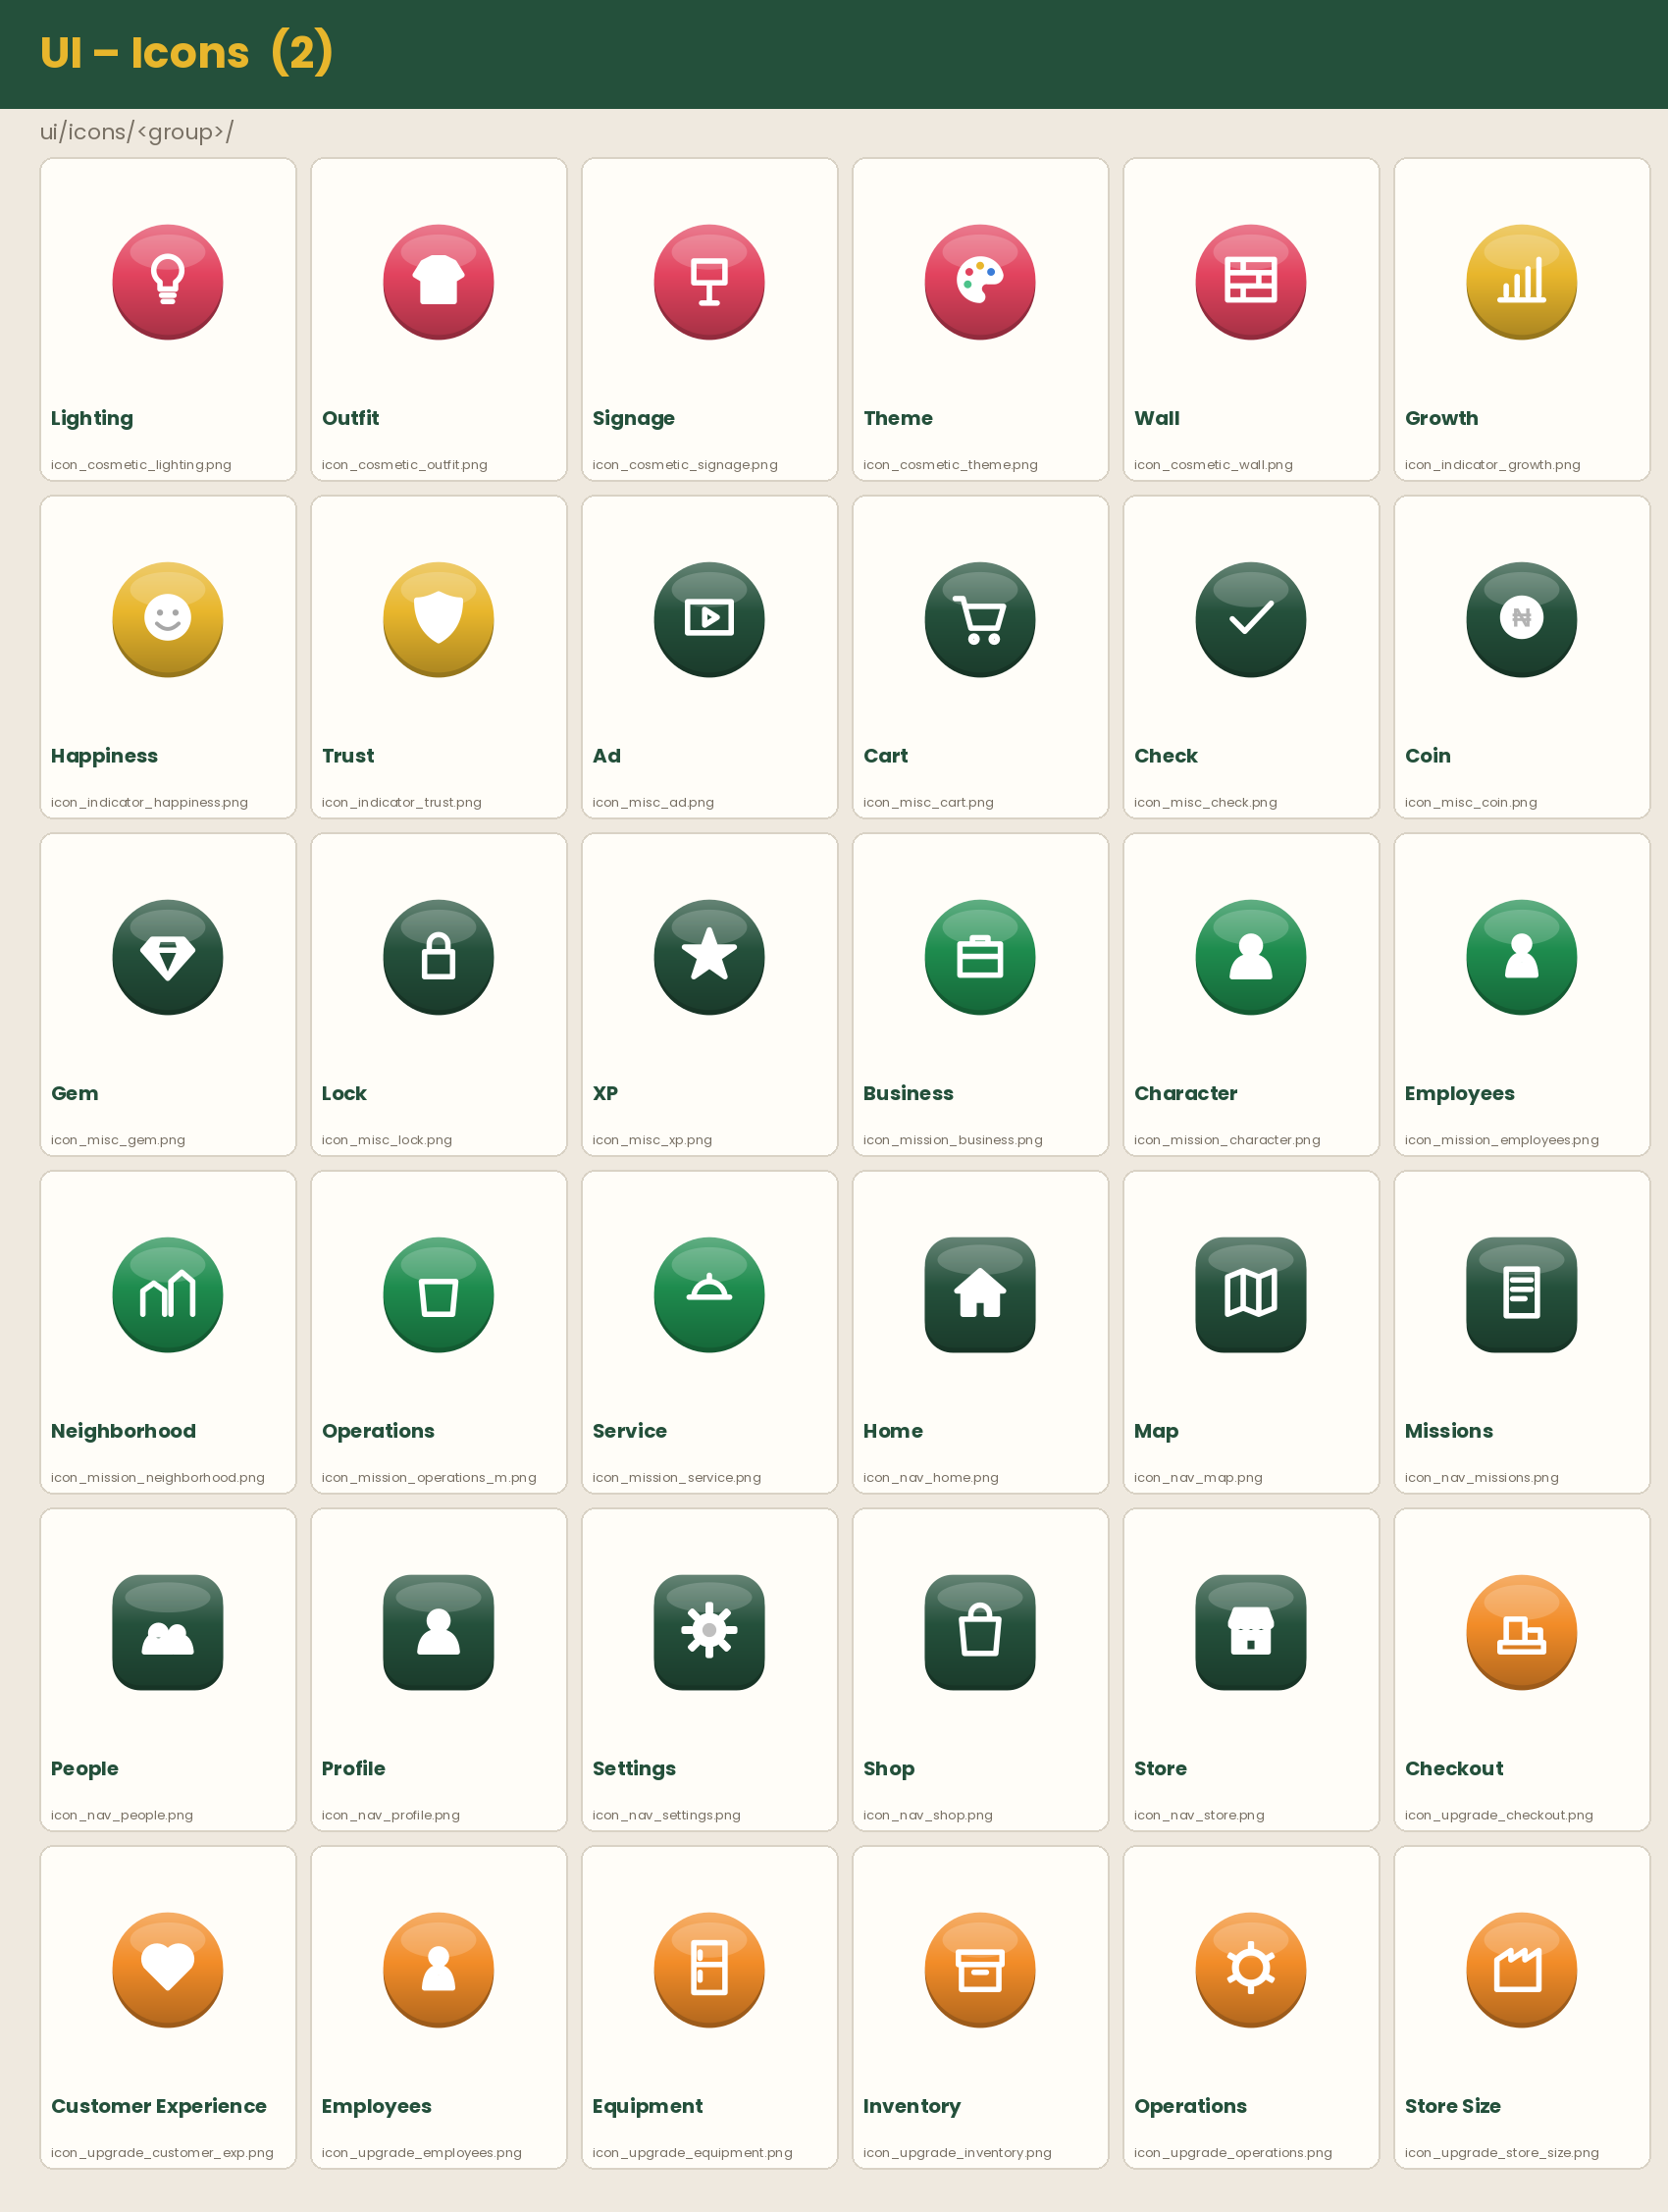 UI – Icons (2)
ui/icons/<group>/
Lighting
icon_cosmetic_lighting.png
Outfit
icon_cosmetic_outfit.png
Signage
icon_cosmetic_signage.png
Theme
icon_cosmetic_theme.png
Wall
icon_cosmetic_wall.png
Growth
icon_indicator_growth.png
Happiness
icon_indicator_happiness.png
Trust
icon_indicator_trust.png
Ad
icon_misc_ad.png
Cart
icon_misc_cart.png
Check
icon_misc_check.png
₦
Coin
icon_misc_coin.png
Gem
icon_misc_gem.png
Lock
icon_misc_lock.png
XP
icon_misc_xp.png
Business
icon_mission_business.png
Character
icon_mission_character.png
Employees
icon_mission_employees.png
Neighborhood
icon_mission_neighborhood.png
Operations
icon_mission_operations_m.png
Service
icon_mission_service.png
Home
icon_nav_home.png
Map
icon_nav_map.png
Missions
icon_nav_missions.png
People
icon_nav_people.png
Profile
icon_nav_profile.png
Settings
icon_nav_settings.png
Shop
icon_nav_shop.png
Store
icon_nav_store.png
Checkout
icon_upgrade_checkout.png
Customer Experience
icon_upgrade_customer_exp.png
Employees
icon_upgrade_employees.png
Equipment
icon_upgrade_equipment.png
Inventory
icon_upgrade_inventory.png
Operations
icon_upgrade_operations.png
Store Size
icon_upgrade_store_size.png